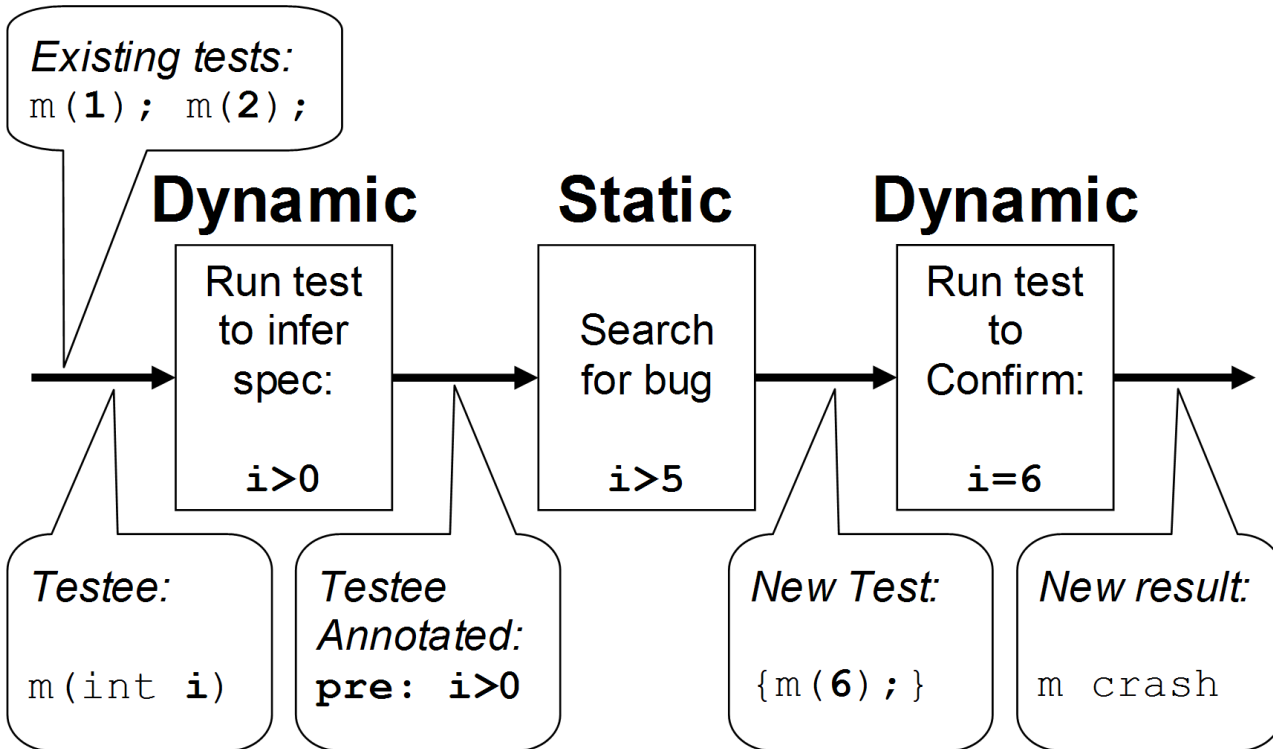 Existing tests:
m(1); m(2);
Dynamic
Static
Dynamic
Run test
to infer
spec:
i>0
Search
for bug
i>5
Run test
to
Confirm:
i=6
Testee:
m(int i)
Testee
Annotated:
pre: i>0
New Test:
{m(6);}
New result:
m crash